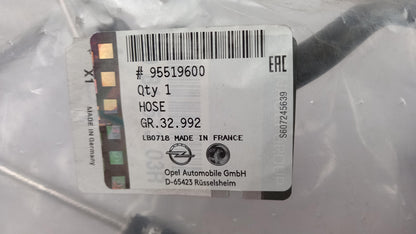 # 95519600
Qty 1
HOSE
GR.32.992
LB0718 MADE IN FRANCE
Opel Automobile GmbH
D-65423 Rüsselsheim
X1
MADE IN Germany
EAC
S607245639